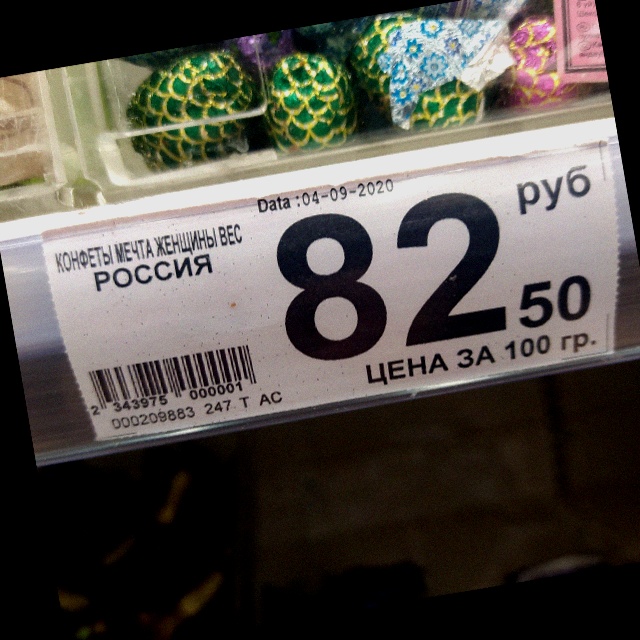 Data :04-09-2020
КОНФЕТЫ МЕЧТА ЖЕНЩИНЫ ВЕС
РОССИЯ
82 50 руб
ЦЕНА ЗА 100 гр.
2 343975 000001
000209883 247.T AC